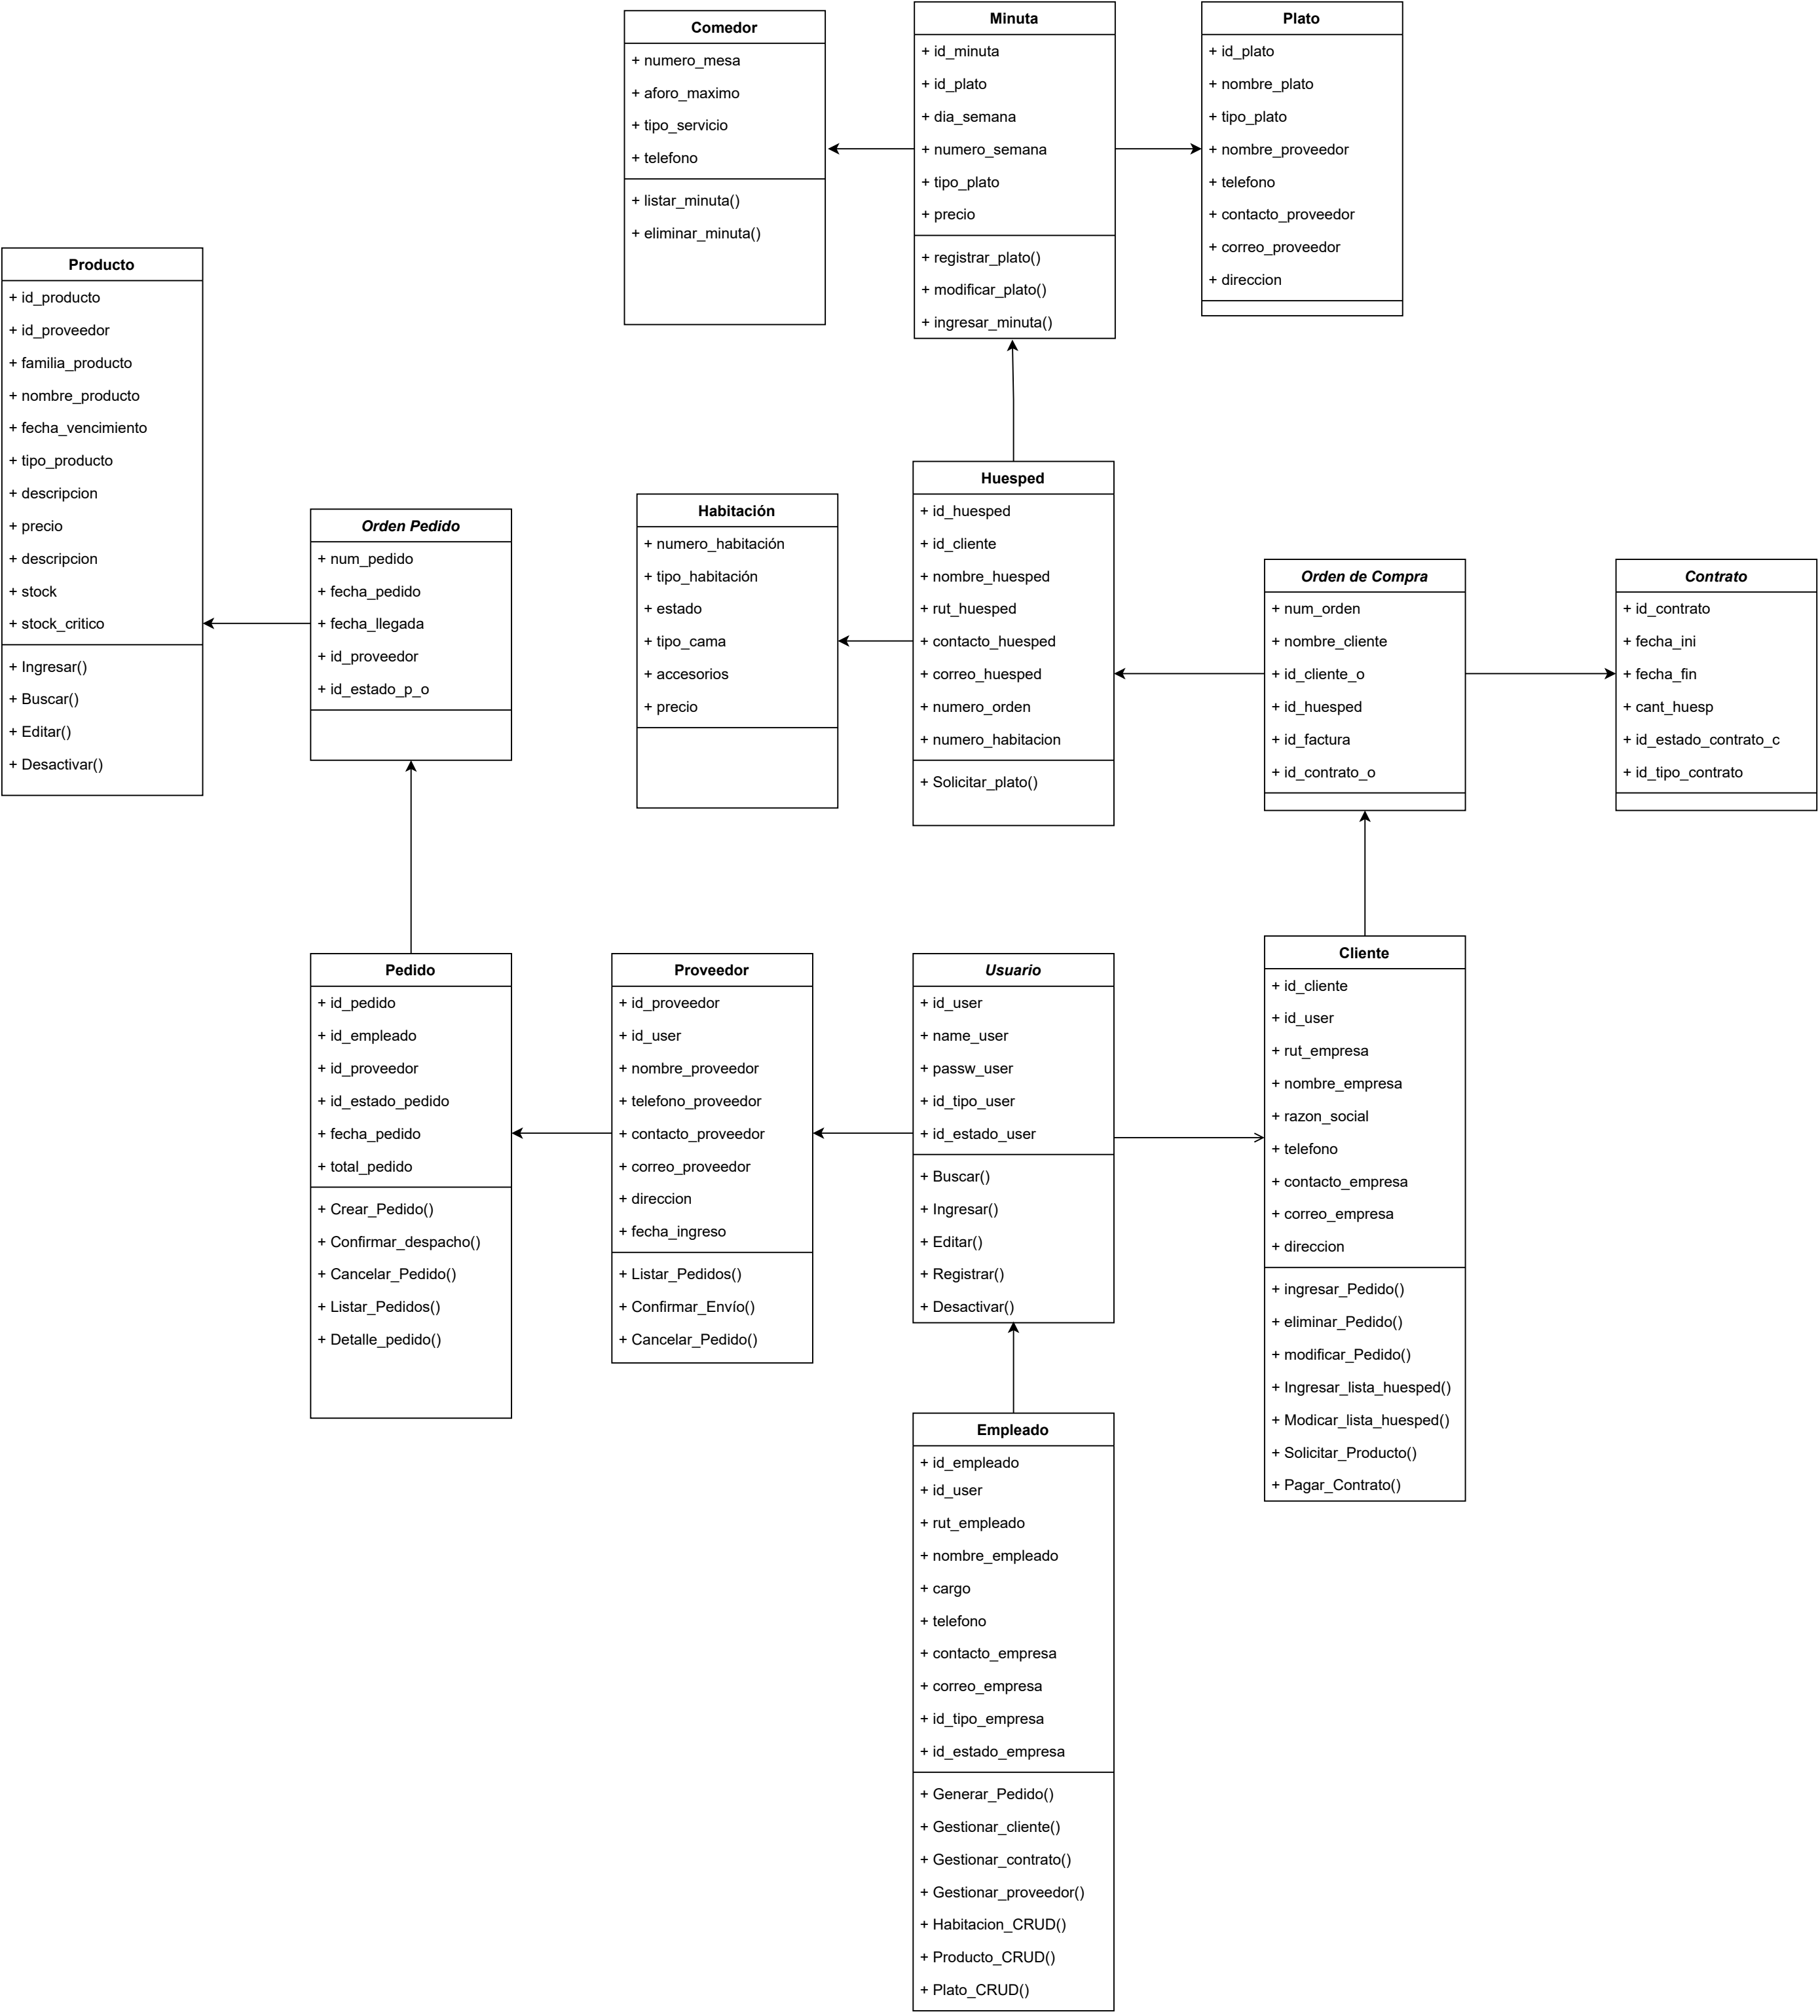 Comedor
+ numero_mesa
+ aforo_maximo
+ tipo_servicio
+ telefono
+ listar_minuta()
+ eliminar_minuta()
Minuta
+ id_minuta
+ id_plato
+ dia_semana
+ numero_semana
+ tipo_plato
+ precio
+ registrar_plato()
+ modificar_plato()
+ ingresar_minuta()
Plato
+ id_plato
+ nombre_plato
+ tipo_plato
+ nombre_proveedor
+ telefono
+ contacto_proveedor
+ correo_proveedor
+ direccion
Producto
+ id_producto
+ id_proveedor
+ familia_producto
+ nombre_producto
+ fecha_vencimiento
+ tipo_producto
+ descripcion
+ precio
+ descripcion
+ stock
+ stock_critico
+ Ingresar()
+ Buscar()
+ Editar()
+ Desactivar()
Orden Pedido
+ num_pedido
+ fecha_pedido
+ fecha_llegada
+ id_proveedor
+ id_estado_p_o
Habitación
+ numero_habitación
+ tipo_habitación
+ estado
+ tipo_cama
+ accesorios
+ precio
Huesped
+ id_huesped
+ id_cliente
+ nombre_huesped
+ rut_huesped
+ contacto_huesped
+ correo_huesped
+ numero_orden
+ numero_habitacion
+ Solicitar_plato()
Orden de Compra
+ num_orden
+ nombre_cliente
+ id_cliente_o
+ id_huesped
+ id_factura
+ id_contrato_o
Contrato
+ id_contrato
+ fecha_ini
+ fecha_fin
+ cant_huesp
+ id_estado_contrato_c
+ id_tipo_contrato
Pedido
+ id_pedido
+ id_empleado
+ id_proveedor
+ id_estado_pedido
+ fecha_pedido
+ total_pedido
+ Crear_Pedido()
+ Confirmar_despacho()
+ Cancelar_Pedido()
+ Listar_Pedidos()
+ Detalle_pedido()
Proveedor
+ id_proveedor
+ id_user
+ nombre_proveedor
+ telefono_proveedor
+ contacto_proveedor
+ correo_proveedor
+ direccion
+ fecha_ingreso
+ Listar_Pedidos()
+ Confirmar_Envío()
+ Cancelar_Pedido()
Usuario
+ id_user
+ name_user
+ passw_user
+ id_tipo_user
+ id_estado_user
+ Buscar()
+ Ingresar()
+ Editar()
+ Registrar()
+ Desactivar()
Cliente
+ id_cliente
+ id_user
+ rut_empresa
+ nombre_empresa
+ razon_social
+ telefono
+ contacto_empresa
+ correo_empresa
+ direccion
+ ingresar_Pedido()
+ eliminar_Pedido()
+ modificar_Pedido()
+ Ingresar_lista_huesped()
+ Modicar_lista_huesped()
+ Solicitar_Producto()
+ Pagar_Contrato()
Empleado
+ id_empleado
+ id_user
+ rut_empleado
+ nombre_empleado
+ cargo
+ telefono
+ contacto_empresa
+ correo_empresa
+ id_tipo_empresa
+ id_estado_empresa
+ Generar_Pedido()
+ Gestionar_cliente()
+ Gestionar_contrato()
+ Gestionar_proveedor()
+ Habitacion_CRUD()
+ Producto_CRUD()
+ Plato_CRUD()